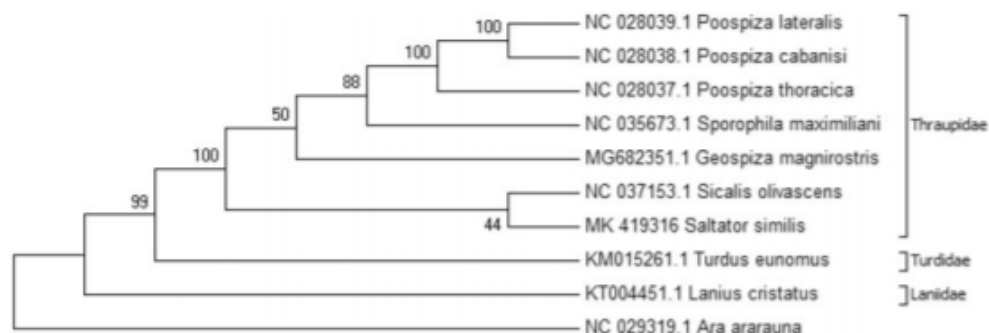 100 NC 028039.1 Poospiza lateralis
NC 028038.1 Poospiza cabanisi
100
NC 028037.1 Poospiza thoracica
88
NC 035673.1 Sporophila maximiliani
Thraupidae
50
MG682351.1 Geospiza magnirostris
100
NC 037153.1 Sicalis olivascens
44 MK 419316 Saltator similis
99
KM015261.1 Turdus eunomus Turdidae
KT004451.1 Lanius cristatus Laniidae
NC 029319.1 Ara ararauna